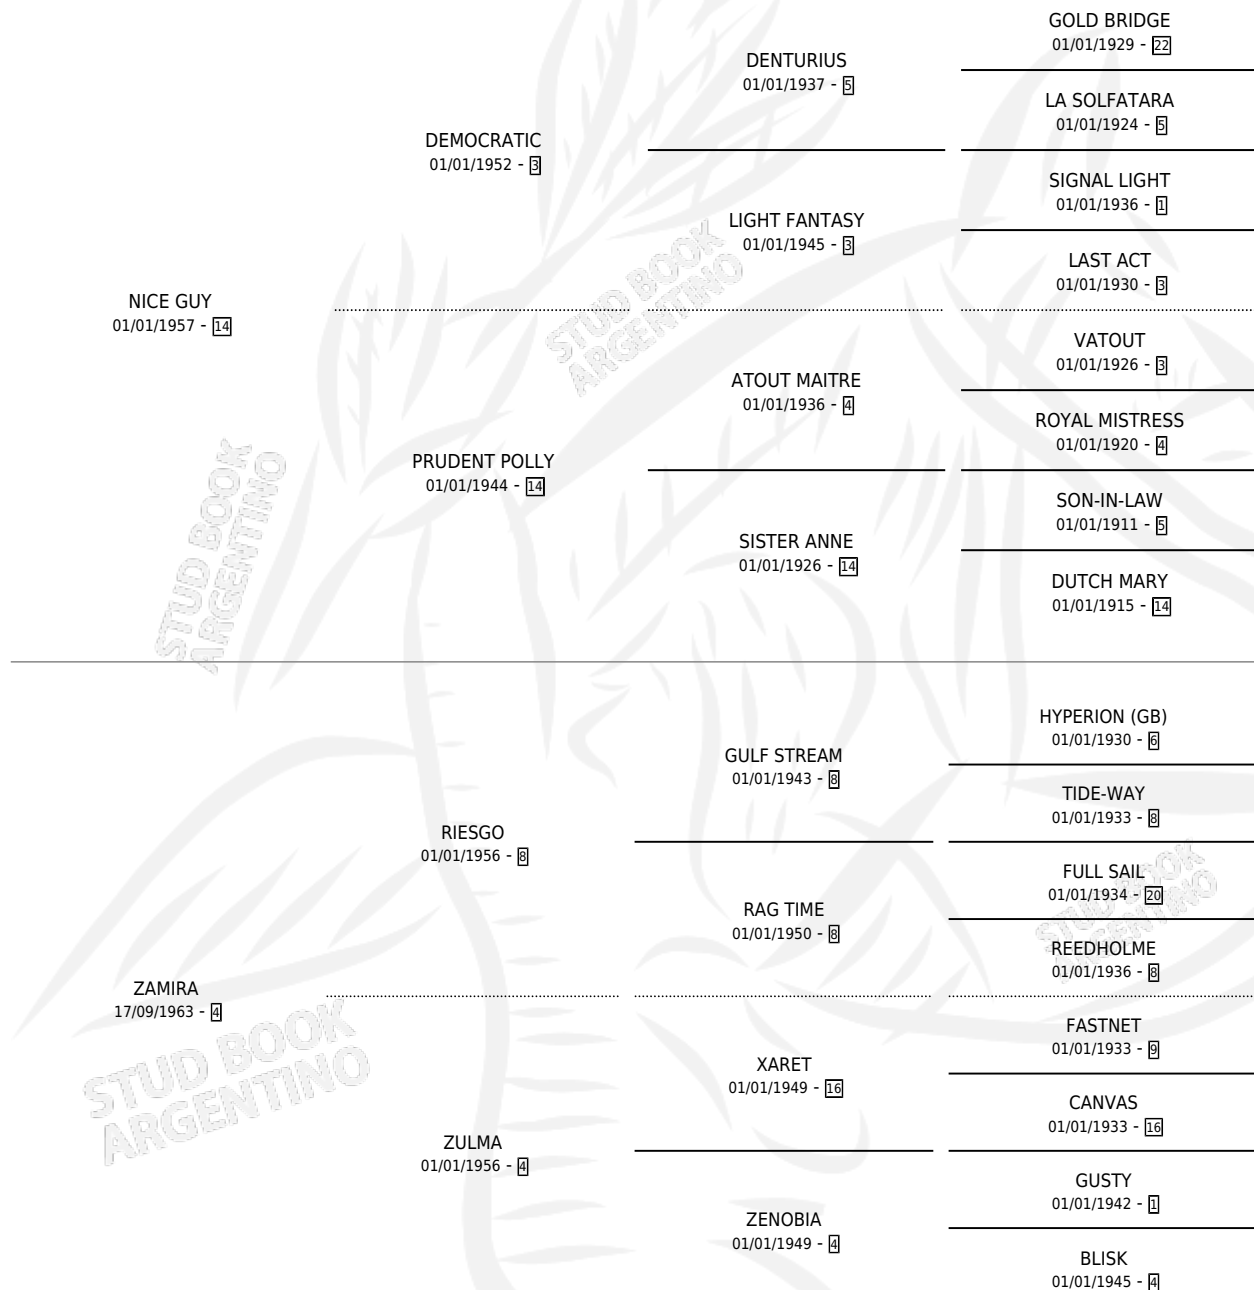 GOLD BRIDGE
01/01/1929 - 22
DENTURIUS
01/01/1937 - 5
LA SOLFATARA
01/01/1924 - 5
DEMOCRATIC
01/01/1952 - 3
SIGNAL LIGHT
01/01/1936 - 1
LIGHT FANTASY
01/01/1945 - 3
LAST ACT
01/01/1930 - 3
NICE GUY
01/01/1957 - 14
VATOUT
01/01/1926 - 3
ATOUT MAITRE
01/01/1936 - 4
ROYAL MISTRESS
01/01/1920 - 4
PRUDENT POLLY
01/01/1944 - 14
SON-IN-LAW
01/01/1911 - 5
SISTER ANNE
01/01/1926 - 14
DUTCH MARY
01/01/1915 - 14
HYPERION (GB)
01/01/1930 - 6
GULF STREAM
01/01/1943 - 8
TIDE-WAY
01/01/1933 - 8
RIESGO
01/01/1956 - 8
FULL SAIL
01/01/1934 - 20
RAG TIME
01/01/1950 - 8
REEDHOLME
01/01/1936 - 8
ZAMIRA
17/09/1963 - 4
FASTNET
01/01/1933 - 9
XARET
01/01/1949 - 16
CANVAS
01/01/1933 - 16
ZULMA
01/01/1956 - 4
GUSTY
01/01/1942 - 1
ZENOBIA
01/01/1949 - 4
BLISK
01/01/1945 - 4
STUD BOOK
ARGENTINO
STUD BOOK
ARGENTINO
STUD BOOK
ARGENTINO
STUD BOOK
ARGENTINO